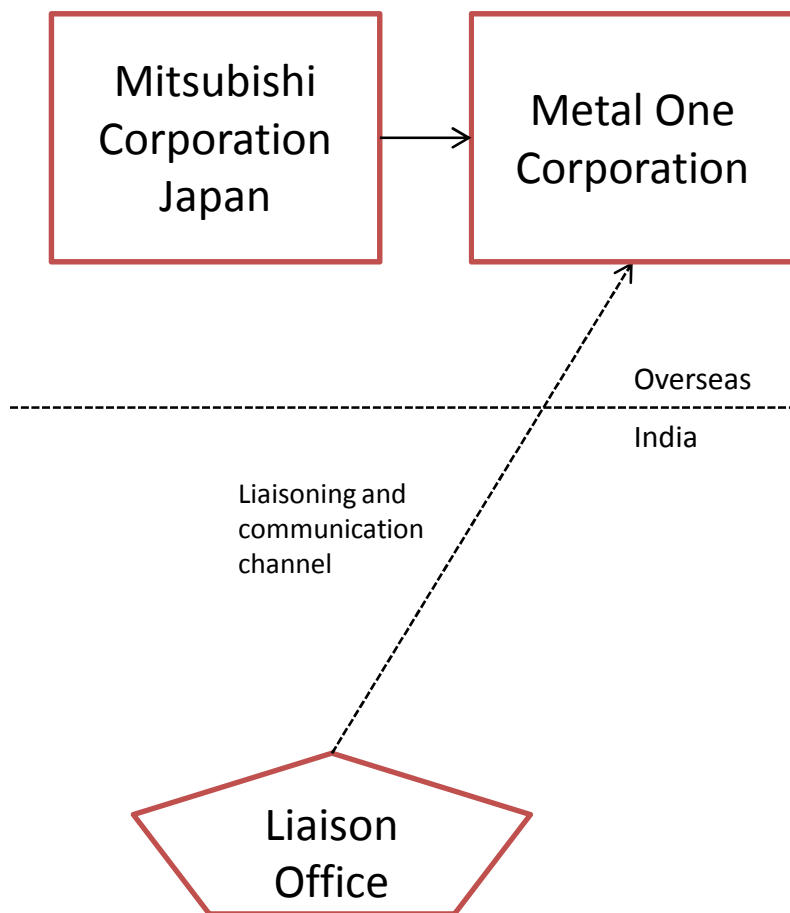 Mitsubishi
Corporation
Japan
Metal One
Corporation
Overseas
India
Liaisoning and
communication
channel
Liaison
Office